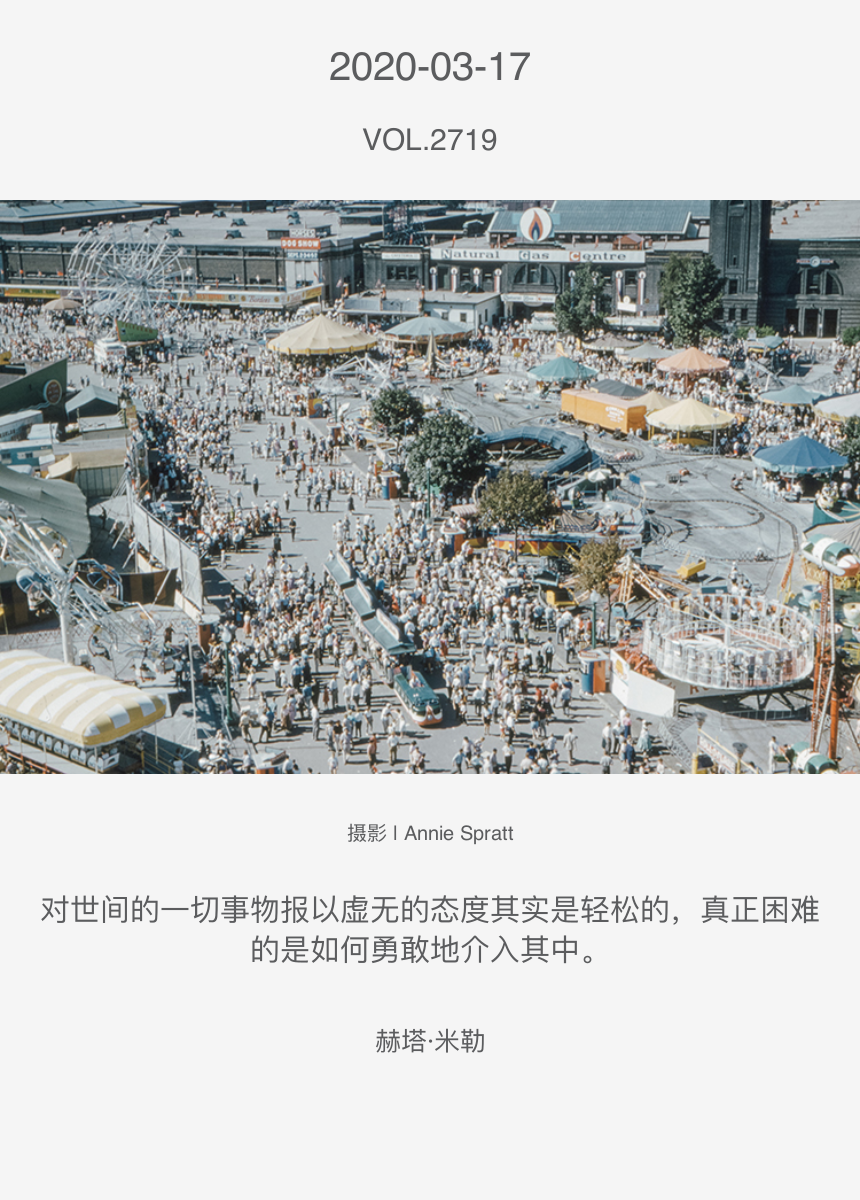 2020-03-17
VOL.2719
HORSES
DOG SHOW
Natural Gas Centre
摄影 | Annie Spratt
对世间的一切事物报以虚无的态度其实是轻松的，真正困难
的是如何勇敢地介入其中。
赫塔·米勒